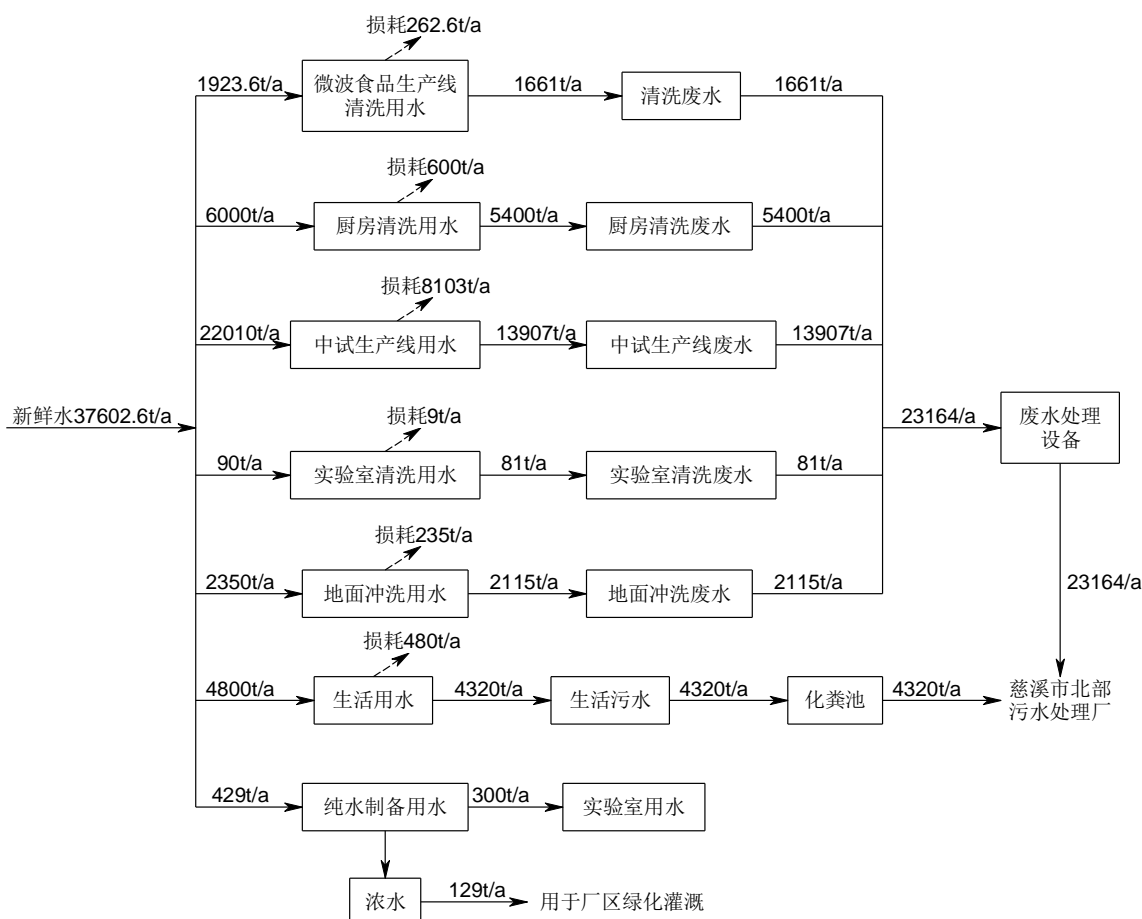 损耗262.6t/a
1923.6t/a
微波食品生产线
清洗用水
1661t/a
清洗废水
1661t/a
损耗600t/a
6000t/a
厨房清洗用水
5400t/a
厨房清洗废水
5400t/a
损耗8103t/a
22010t/a
中试生产线用水
13907t/a
中试生产线废水
13907t/a
新鲜水37602.6t/a
23164/a
废水处理
设备
损耗9t/a
90t/a
实验室清洗用水
81t/a
实验室清洗废水
81t/a
损耗235t/a
2350t/a
地面冲洗用水
2115t/a
地面冲洗废水
2115t/a
23164/a
损耗480t/a
4800t/a
生活用水
4320t/a
生活污水
4320t/a
化粪池
4320t/a
慈溪市北部
污水处理厂
429t/a
纯水制备用水
300t/a
实验室用水
浓水
129t/a
用于厂区绿化灌溉